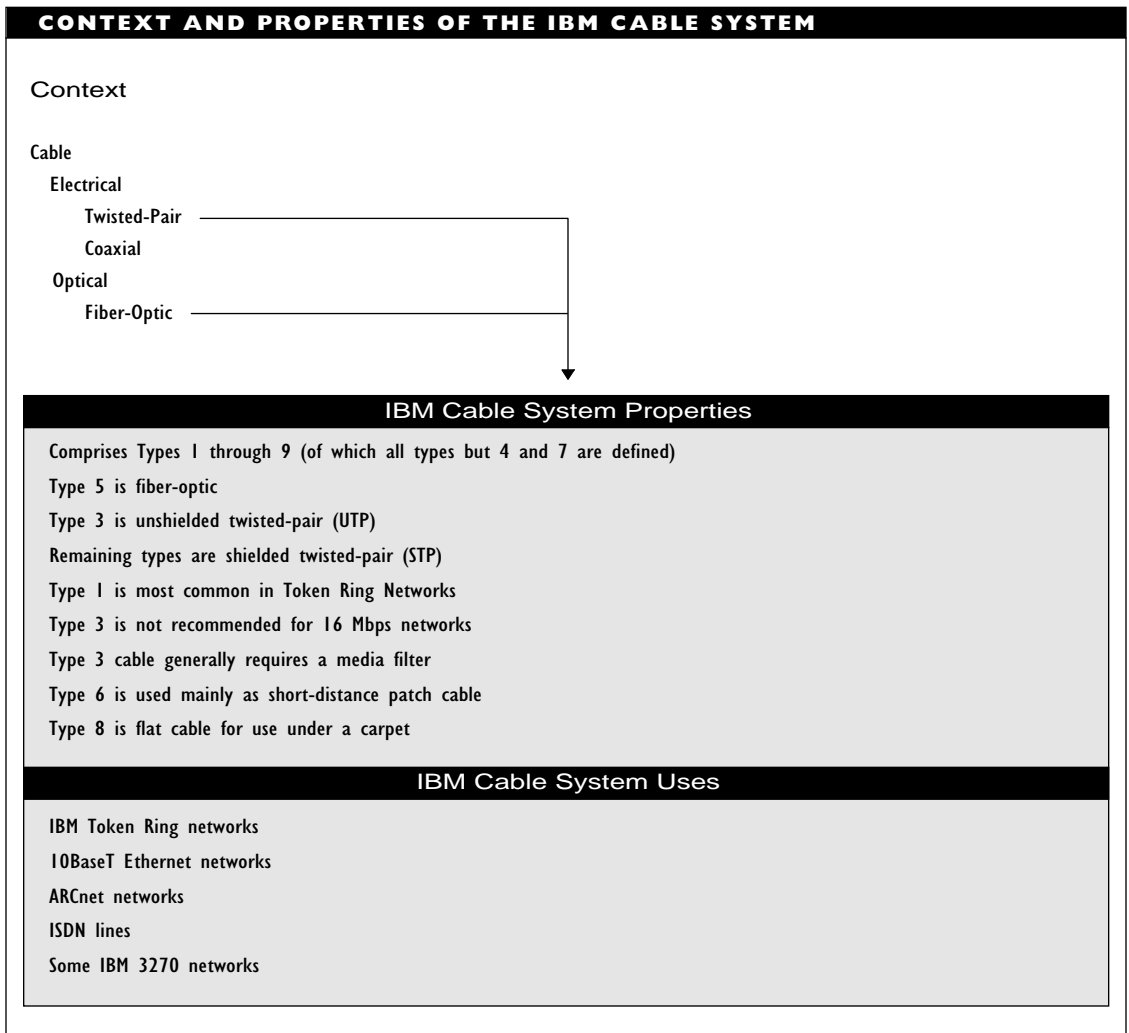 CONTEXT AND PROPERTIES OF THE IBM CABLE SYSTEM
Context
Cable
Electrical
Twisted-Pair
Coaxial
Optical
Fiber-Optic
IBM Cable System Properties
Comprises Types 1 through 9 (of which all types but 4 and 7 are defined)
Type 5 is fiber-optic
Type 3 is unshielded twisted-pair (UTP)
Remaining types are shielded twisted-pair (STP)
Type 1 is most common in Token Ring Networks
Type 3 is not recommended for 16 Mbps networks
Type 3 cable generally requires a media filter
Type 6 is used mainly as short-distance patch cable
Type 8 is flat cable for use under a carpet
IBM Cable System Uses
IBM Token Ring networks
10BaseT Ethernet networks
ARCnet networks
ISDN lines
Some IBM 3270 networks